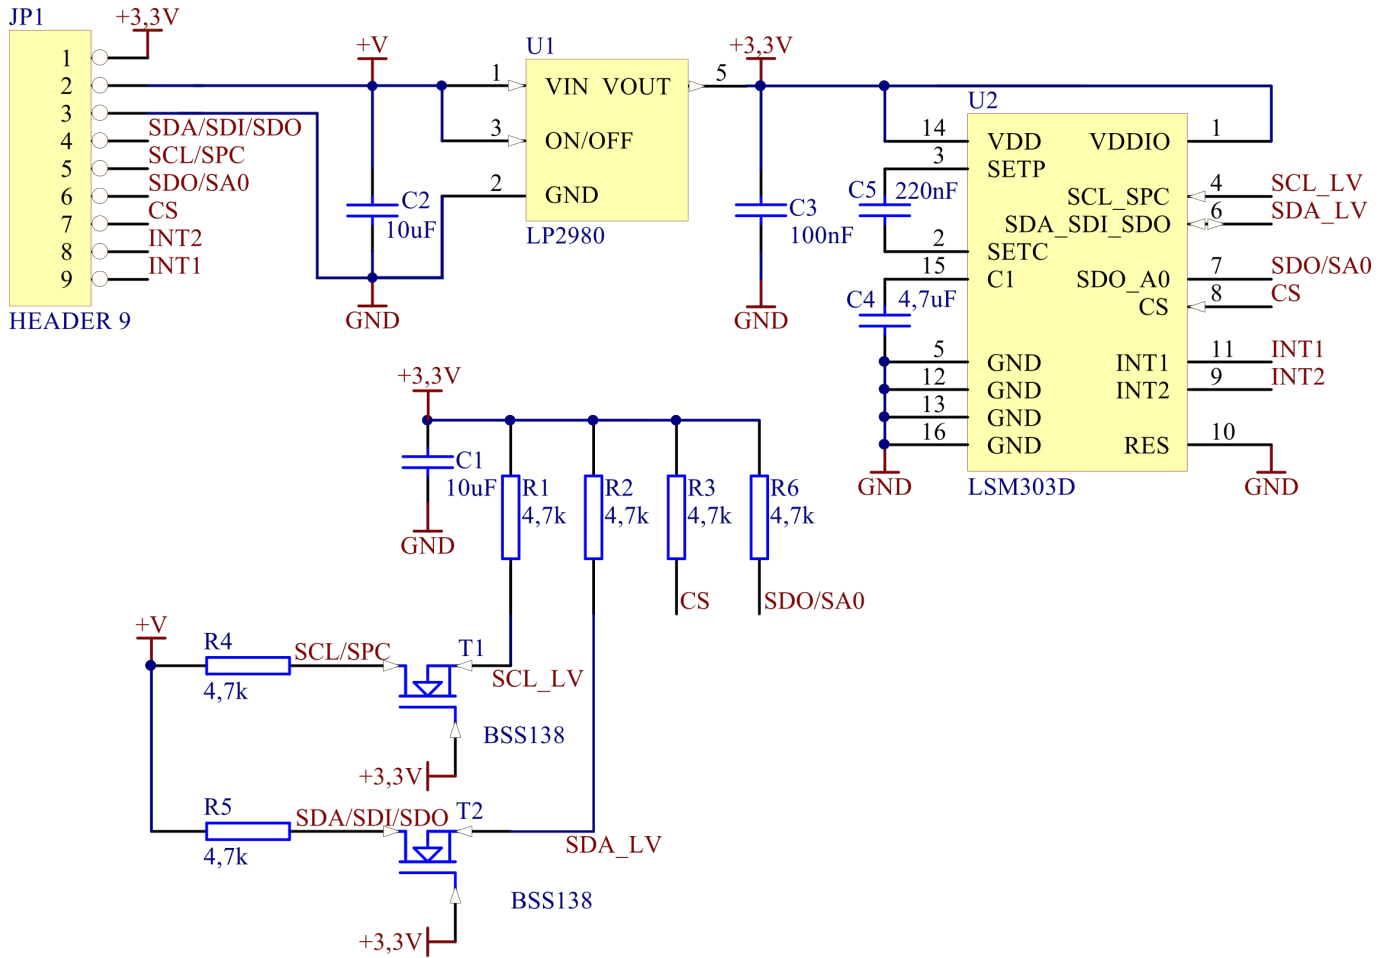 JP1
+3,3V
1
2
3
4
5
6
7
8
9
SDA/SDI/SDO
SCL/SPC
SDO/SA0
CS
INT2
INT1
HEADER 9
+V
C2
10uF
GND
U1
1
3
2
VIN VOUT
ON/OFF
GND
5
LP2980
+3,3V
C3
100nF
GND
U2
14
3
2
15
5
12
13
16
C5
220nF
C4
4,7uF
VDD
SETP
SETC
C1
GND
GND
GND
GND
VDDIO
SCL_SPC
SDA_SDI_SDO
SDO_A0
CS
INT1
INT2
RES
1
4
6
7
8
11
9
10
SCL_LV
SDA_LV
SDO/SA0
CS
INT1
INT2
GND
GND
LSM303D
+3,3V
C1
10uF
GND
R1
4,7k
R2
4,7k
R3
4,7k
R6
4,7k
CS
SDO/SA0
+V
R4
4,7k
SCL/SPC
T1
SCL_LV
BSS138
+3,3V
R5
4,7k
SDA/SDI/SDO
T2
SDA_LV
BSS138
+3,3V